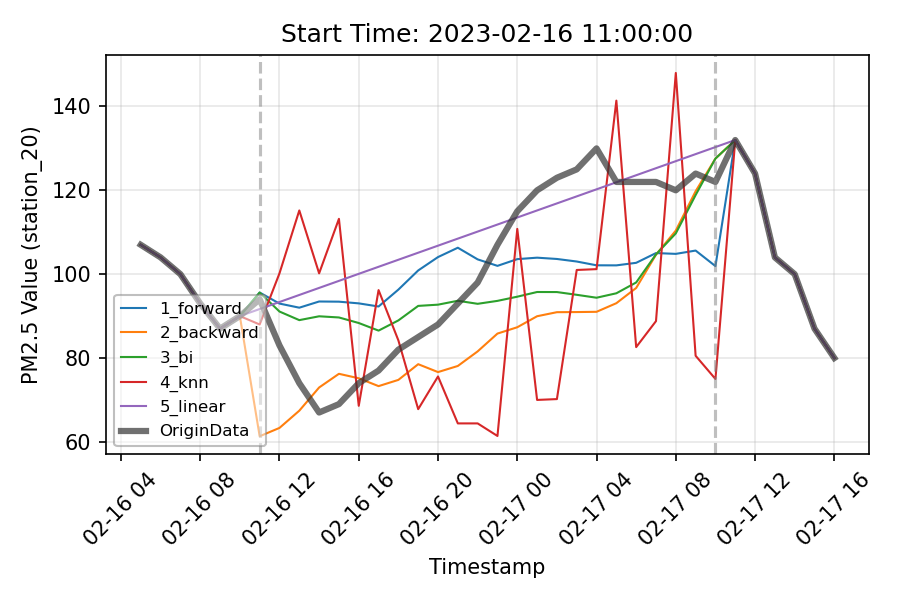 Start Time: 2023-02-16 11:00:00
PM2.5 Value (station_20)
140
120
100
80
60
1_forward
2_backward
3_bi
4_knn
5_linear
OriginData
02-16 04
02-16 08
02-16 12
02-16 16
02-16 20
02-17 00
02-17 04
02-17 08
02-17 12
02-17 16
Timestamp